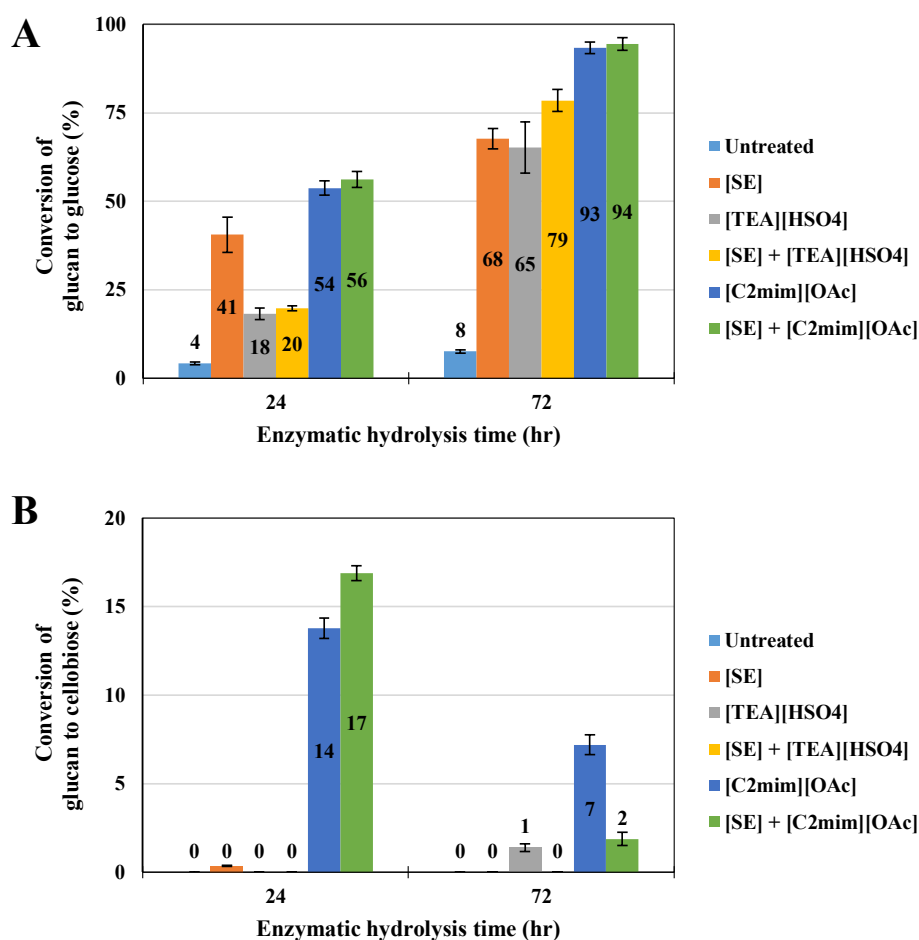 A
Conversion of
glucan to glucose (%)
100
75
50
25
0
4
41
18
20
54
56
8
68
65
79
93
94
24
72
Enzymatic hydrolysis time (hr)
Untreated
[SE]
[TEA][HSO4]
[SE] + [TEA][HSO4]
[C2mim][OAc]
[SE] + [C2mim][OAc]
B
Conversion of
glucan to cellobiose (%)
20
15
10
5
0
0
0
0
0
14
17
0
0
1
0
7
2
24
72
Enzymatic hydrolysis time (hr)
Untreated
[SE]
[TEA][HSO4]
[SE] + [TEA][HSO4]
[C2mim][OAc]
[SE] + [C2mim][OAc]